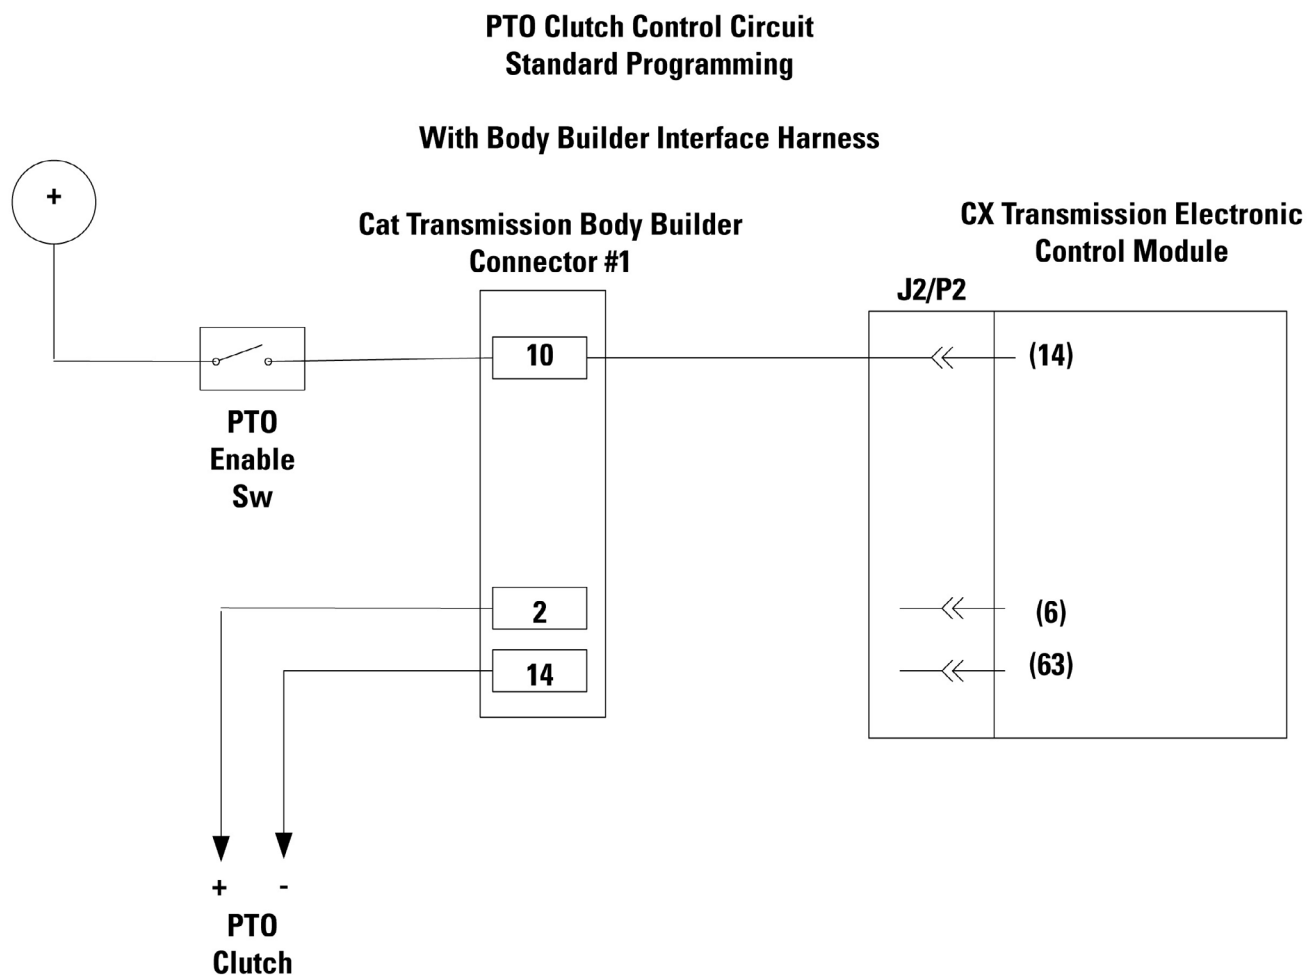 PTO Clutch Control Circuit
Standard Programming
With Body Builder Interface Harness
+
Cat Transmission Body Builder
Connector #1
CX Transmission Electronic
Control Module
J2/P2
10
(14)
PTO
Enable
Sw
2
(6)
14
(63)
+ -
PTO
Clutch